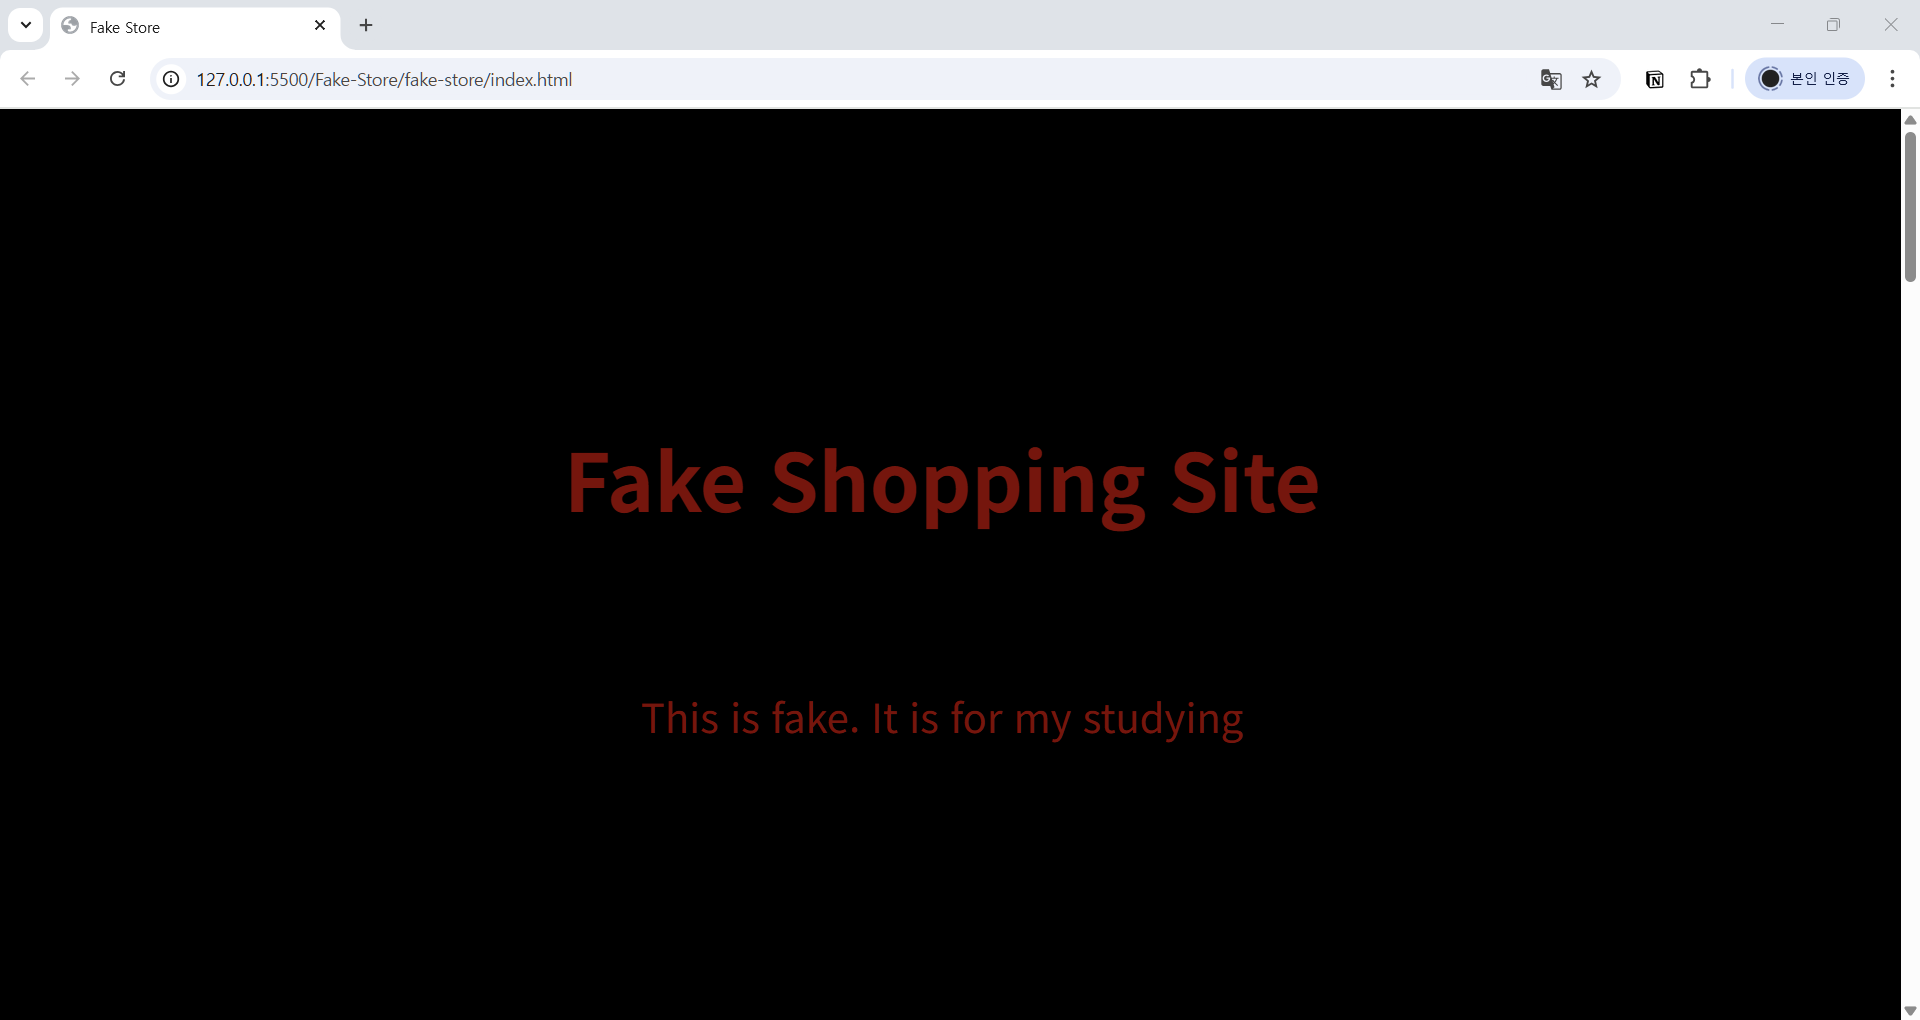 Fake Store
127.0.0.1:5500/Fake-Store/fake-store/index.html
본인 인증
Fake Shopping Site
This is fake. It is for my studying